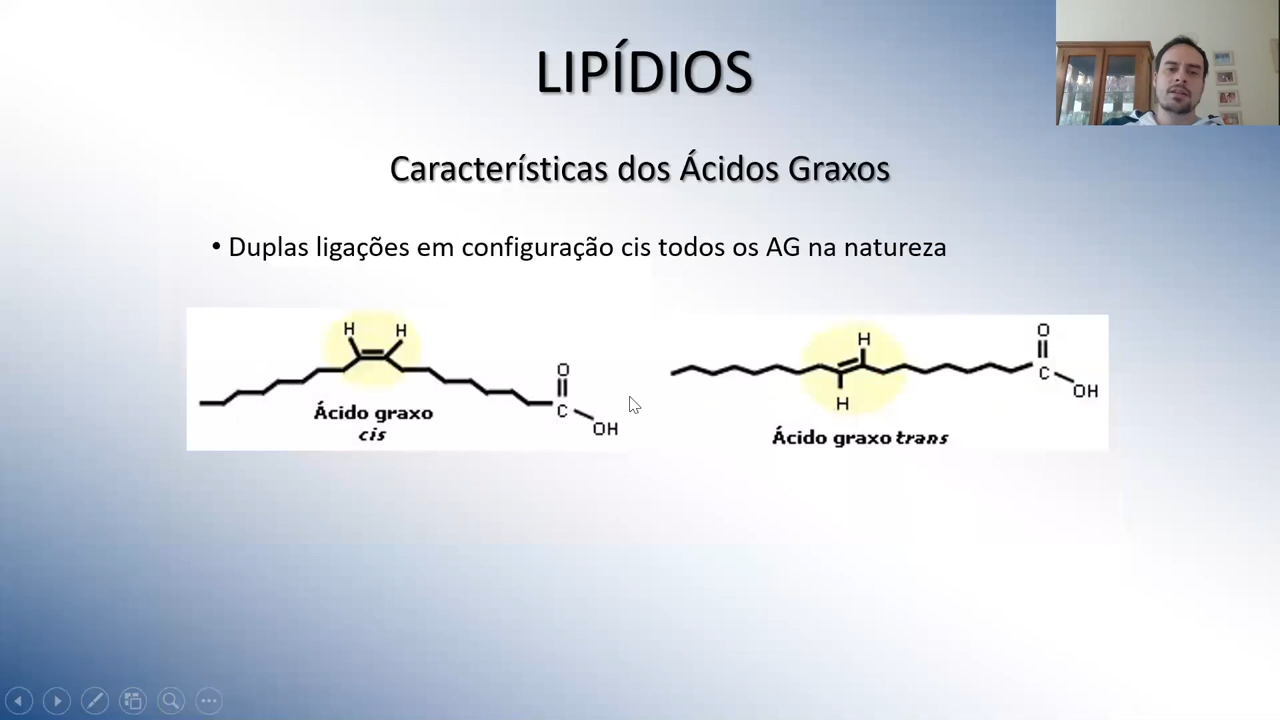 LIPÍDIOS
Características dos Ácidos Graxos
• Duplas ligações em configuração cis todos os AG na natureza
H H
O
C
OH
Ácido graxo
cis
H
H
O
C
OH
Ácido graxo trans